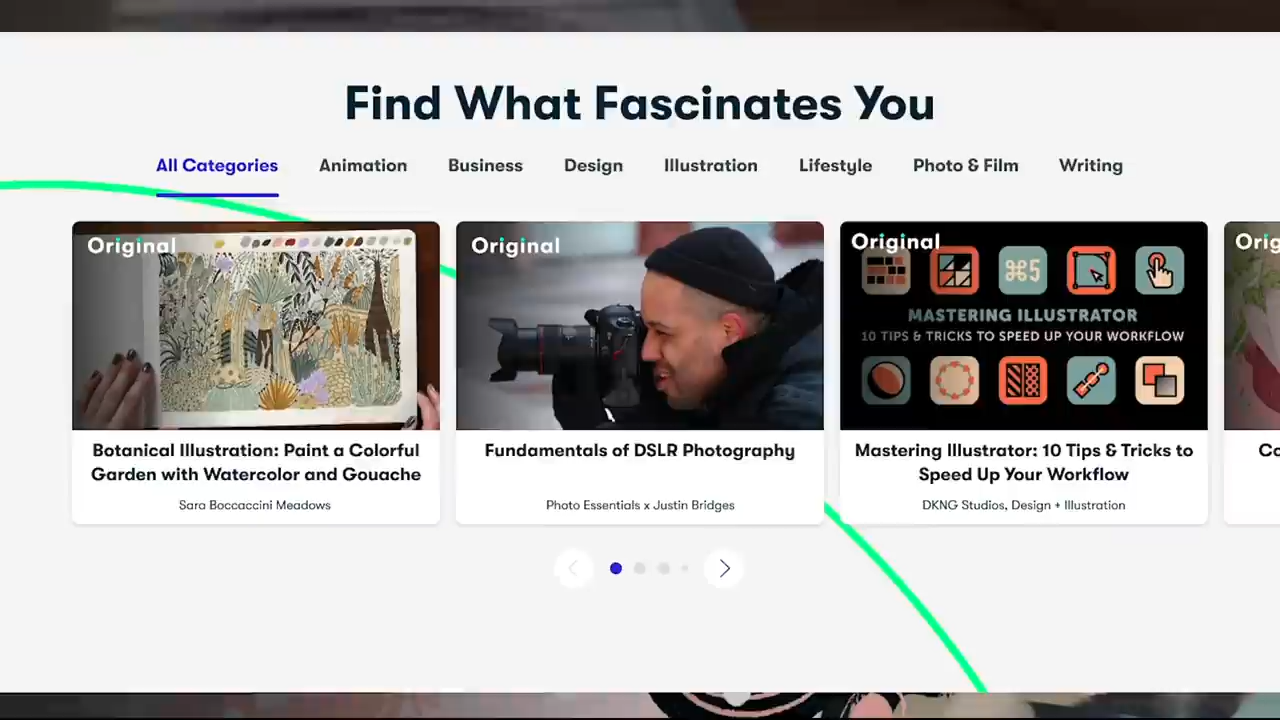 Find What Fascinates You
All Categories Animation Business Design Illustration Lifestyle Photo & Film Writing
Original
Botanical Illustration: Paint a Colorful
Garden with Watercolor and Gouache
Sara Boccaccini Meadows
Original
Fundamentals of DSLR Photography
Photo Essentials x Justin Bridges
Original
⌘5
MASTERING ILLUSTRATOR
10 TIPS & TRICKS TO SPEED UP YOUR WORKFLOW
Mastering Illustrator: 10 Tips & Tricks to
Speed Up Your Workflow
DKNG Studios, Design + Illustration
Orig
Co